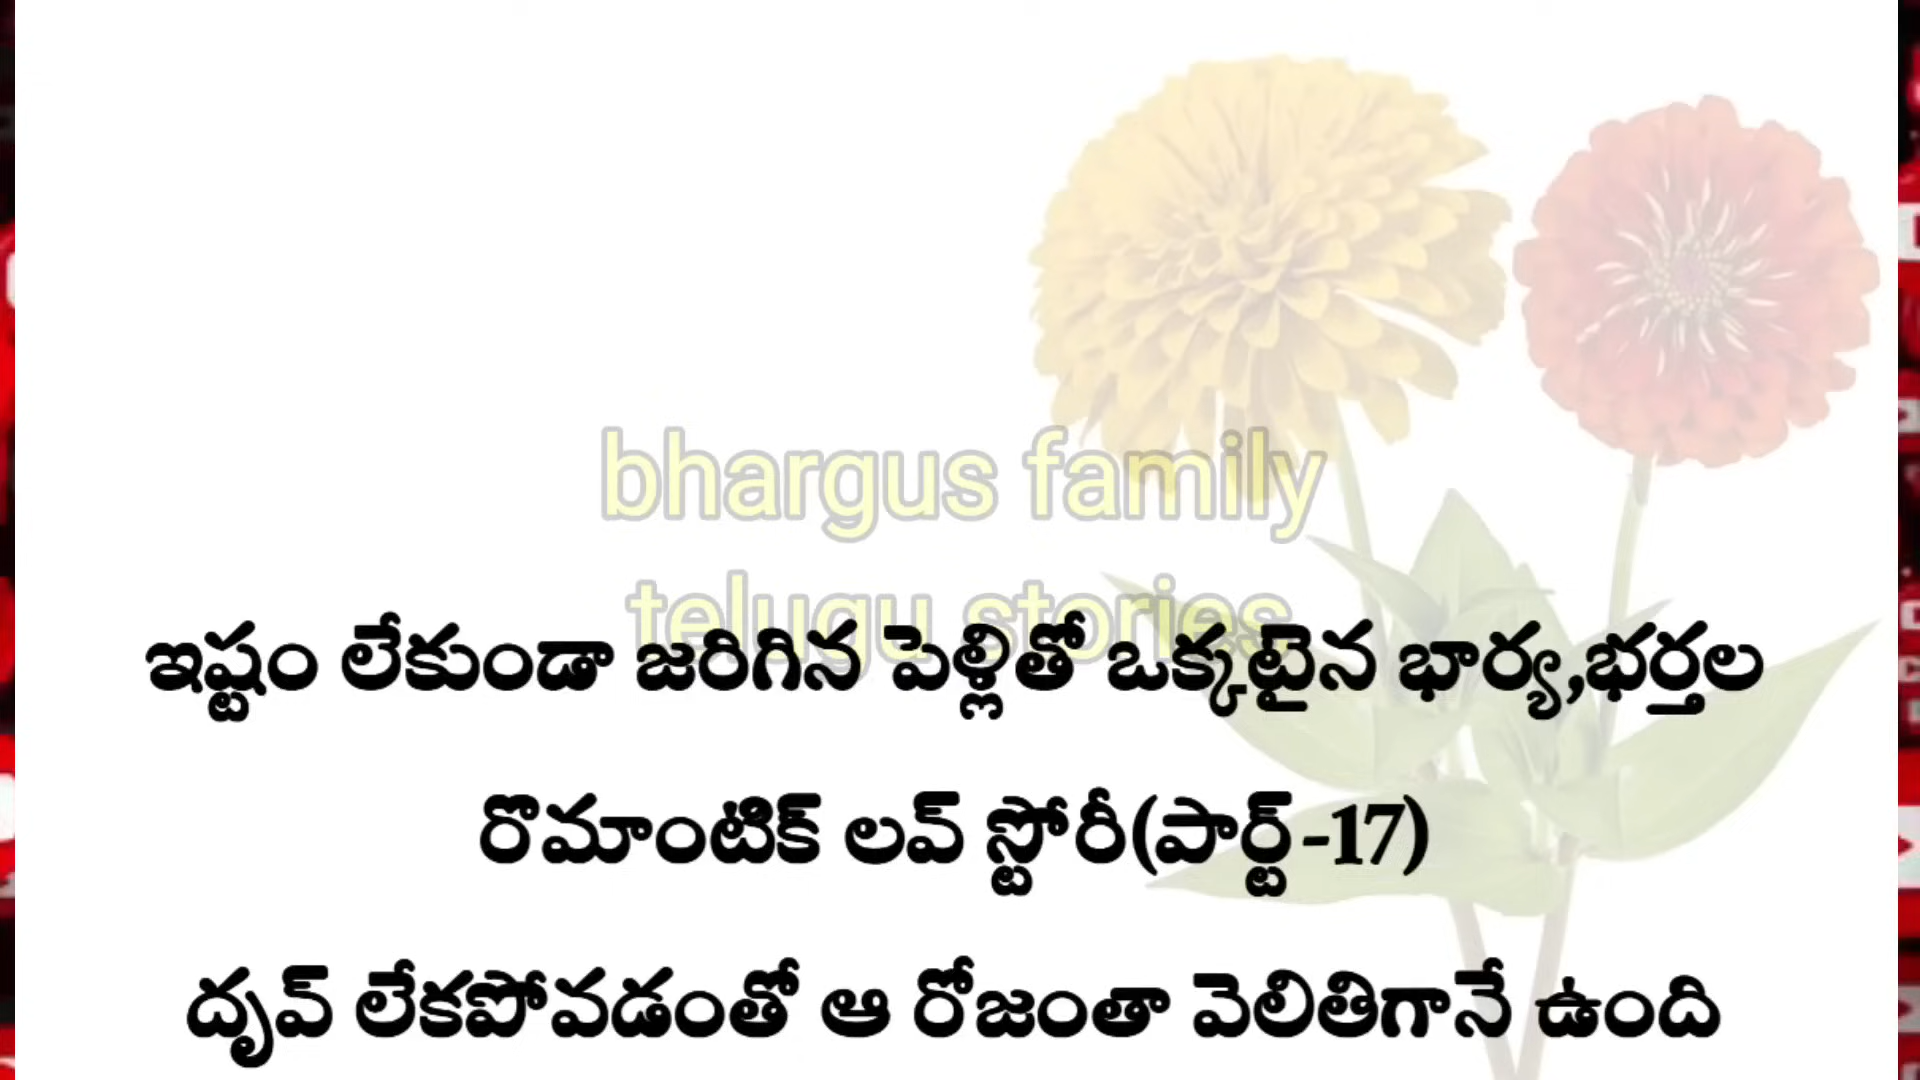 bhargus family
telugu stories
ఇష్టం లేకుండా జరిగిన పెళ్లితో ఒక్కటైన భార్య,భర్తల
రొమాంటిక్ లవ్ స్టోరీ(పార్ట్-17)
దృవ్ లేకపోవడంతో ఆ రోజంతా వెలితిగానే ఉంది